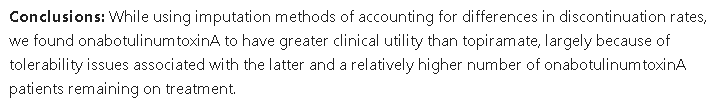 Conclusions: While using imputation methods of accounting for differences in discontinuation rates,
we found onabotulinumtoxinA to have greater clinical utility than topiramate, largely because of
tolerability issues associated with the latter and a relatively higher number of onabotulinumtoxinA
patients remaining on treatment.